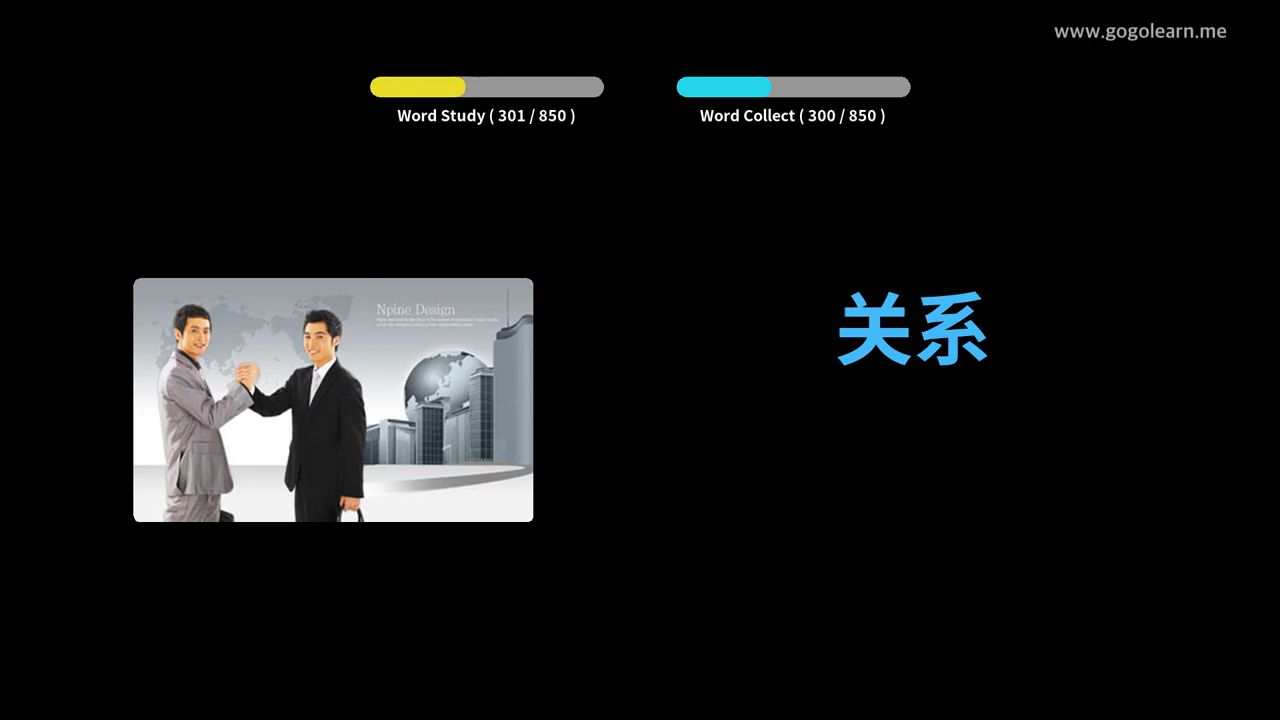 www.gogolearn.me
Word Study ( 301 / 850 )
Word Collect ( 300 / 850 )
Npine Design
关系